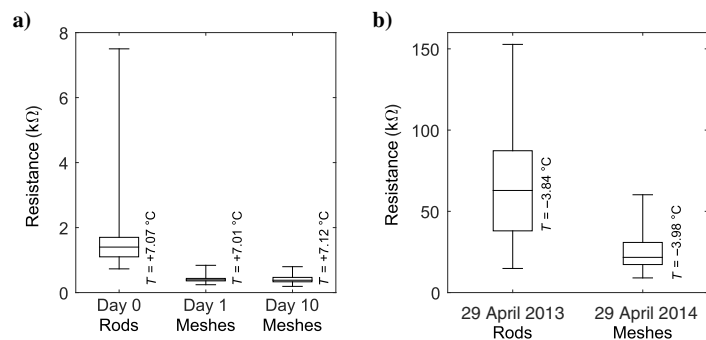 a)
8
6
4
2
0
Resistance (kΩ)
T = +7.07 °C
T = +7.01 °C
T = +7.12 °C
Day 0
Rods
Day 1
Meshes
Day 10
Meshes
b)
150
100
50
0
Resistance (kΩ)
T = −3.84 °C
T = −3.98 °C
29 April 2013
Rods
29 April 2014
Meshes